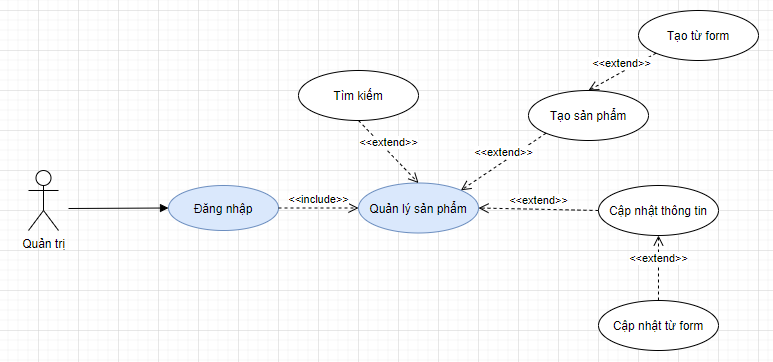 Tạo từ form
<<extend>>
Tìm kiếm
Tạo sản phẩm
<<extend>>
<<extend>>
Đăng nhập
<<include>>
Quản lý sản phẩm
<<extend>>
Cập nhật thông tin
Quản trị
<<extend>>
Cập nhật từ form